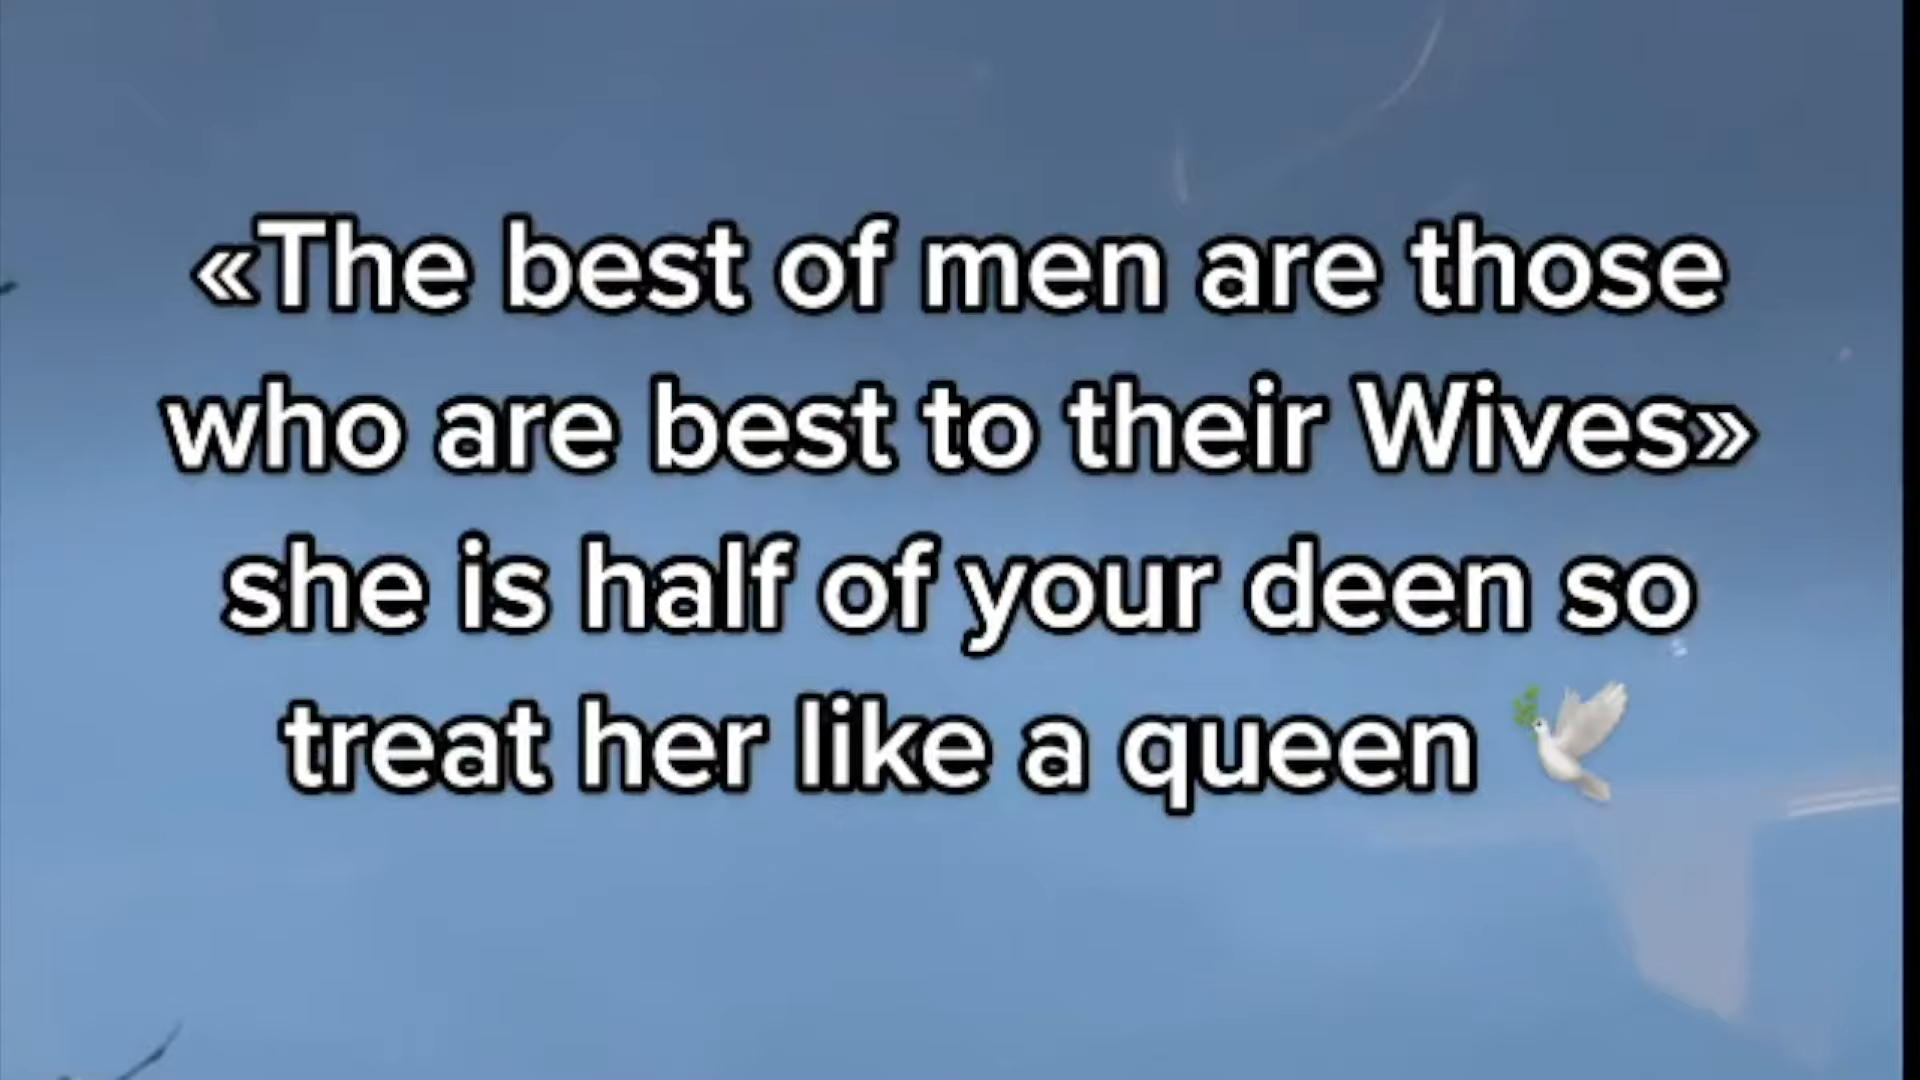 «The best of men are those
who are best to their Wives»
she is half of your deen so
treat her like a queen 🕊️